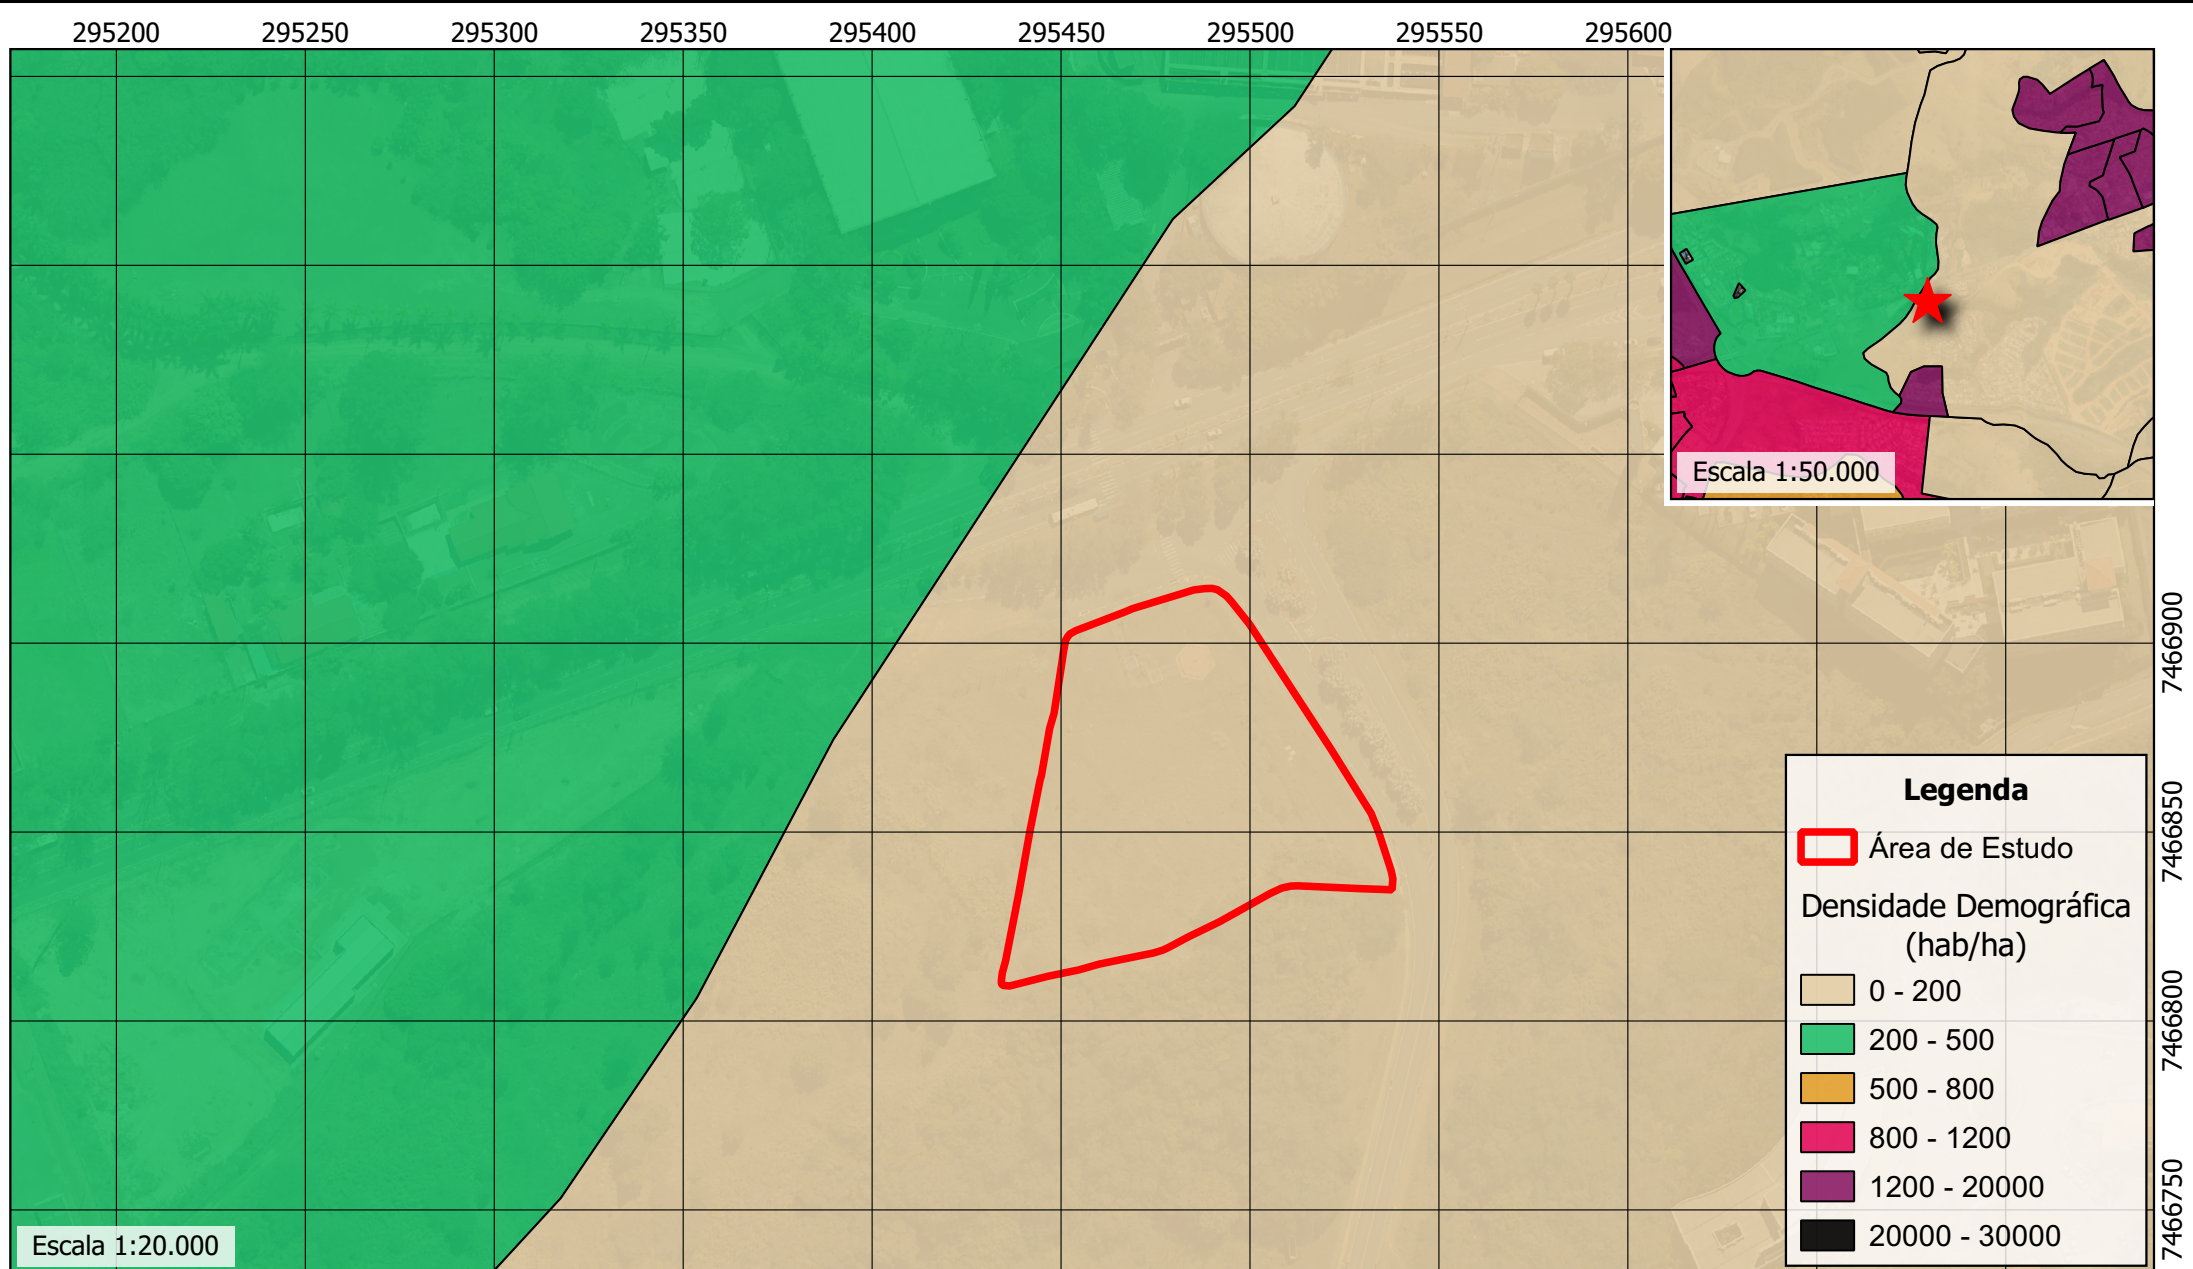 295200 295250 295300 295350 295400 295450 295500 295550 295600
Escala 1:50.000
7466900
7466850
7466800
7466750
Legenda
Área de Estudo
Densidade Demográfica
(hab/ha)
0 - 200
200 - 500
500 - 800
800 - 1200
1200 - 20000
20000 - 30000
Escala 1:20.000